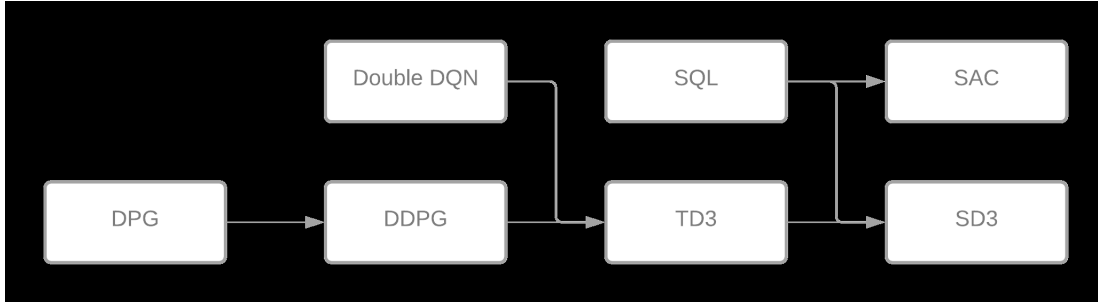 Double DQN
SQL
SAC
DPG
DDPG
TD3
SD3